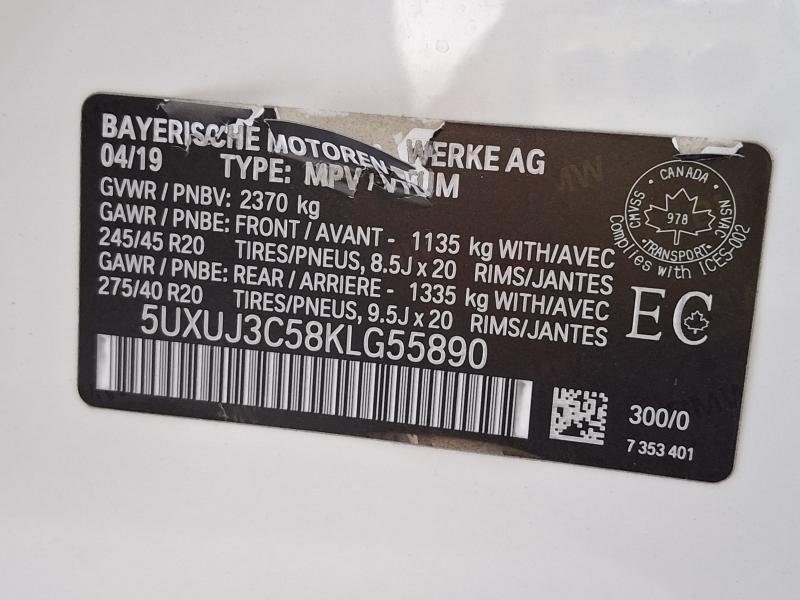 BAYERISCHE MOTOREN WERKE AG
04/19 TYPE: MPV /
GVWR / PNBV: 2370 kg
GAWR / PNBE: FRONT / AVANT - 1135 kg WITH/AVEC
245/45 R20 TIRES/PNEUS, 8.5J x 20 RIMS/JANTES
GAWR / PNBE: REAR / ARRIERE - 1335 kg WITH/AVEC
275/40 R20 TIRES/PNEUS, 9.5J x 20 RIMS/JANTES
5UXUJ3C58KLG55890
CANADA
CMVSS
NSVAC
978
TRANSPORT
Complies with ICES-002
EC
300/0
7 353 401